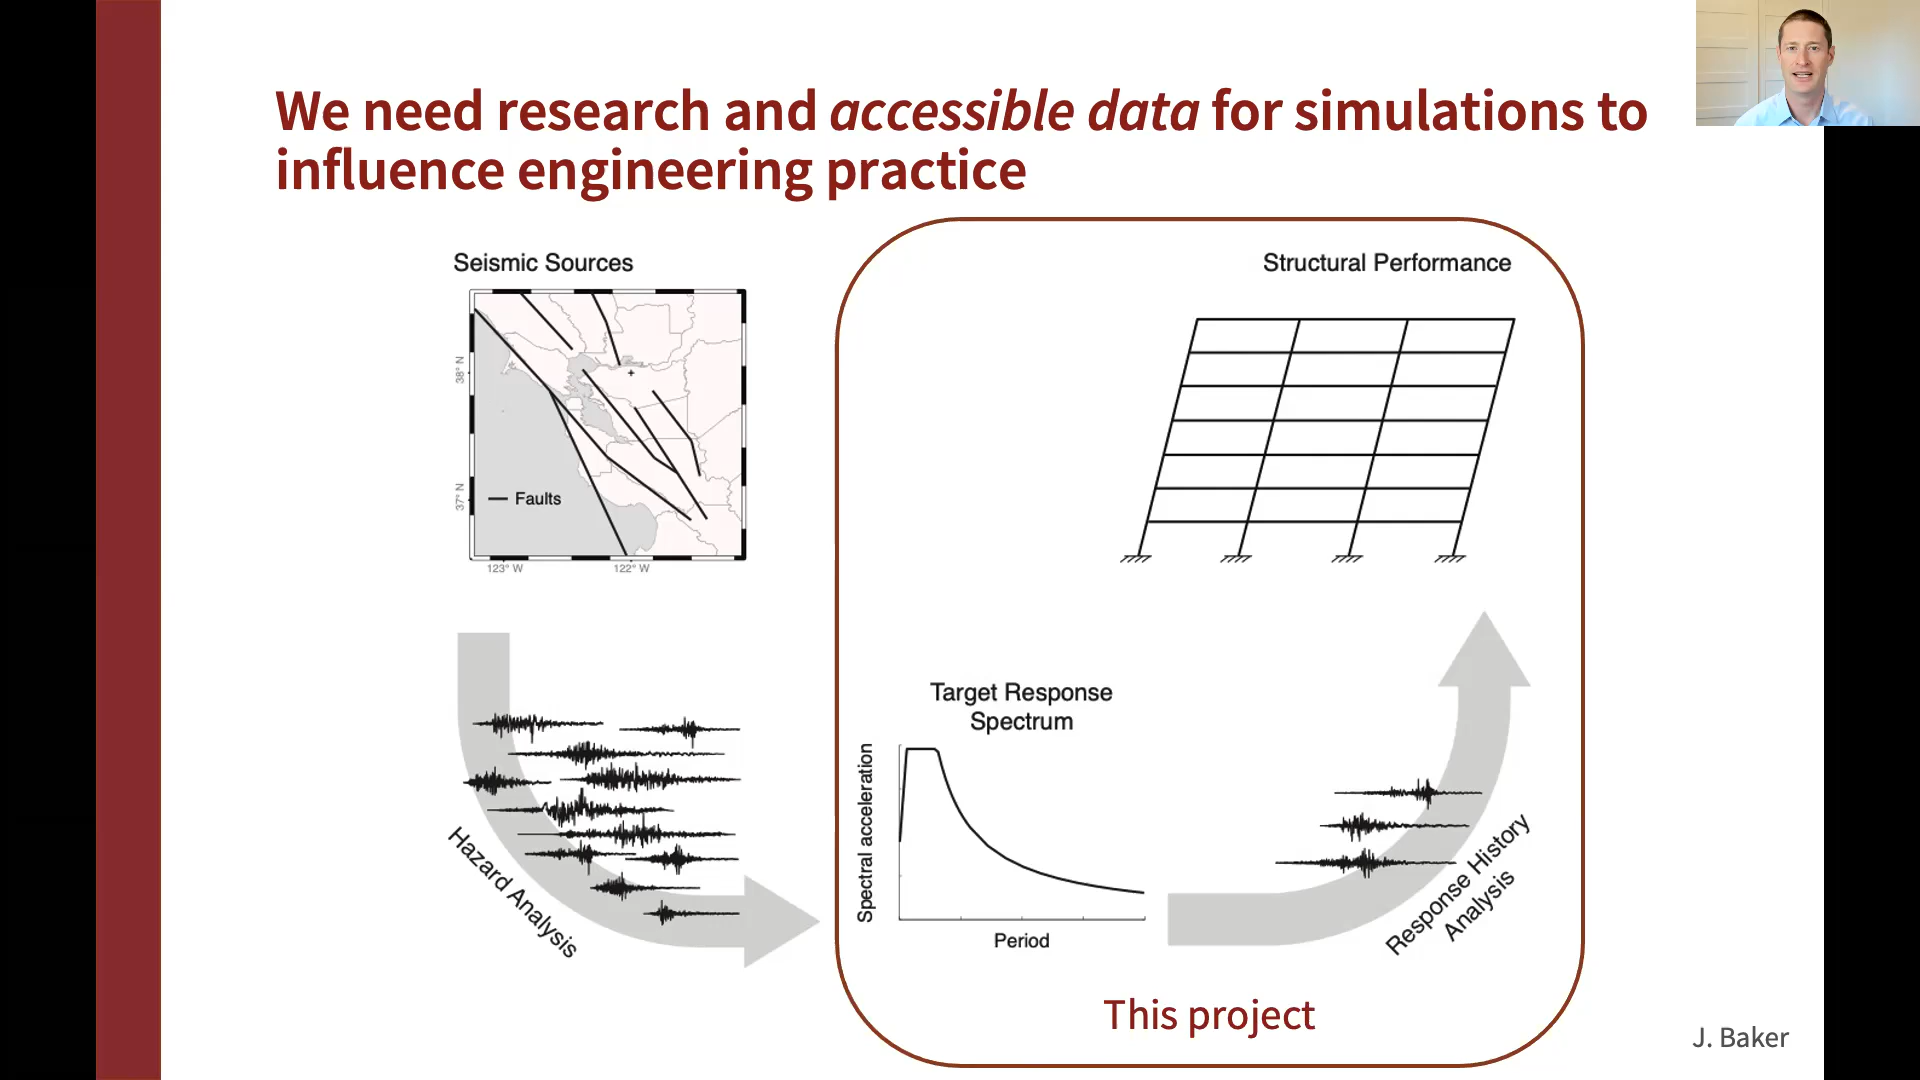 We need research and accessible data for simulations to
influence engineering practice
Seismic Sources
38° N
37° N
Faults
123° W
122° W
Hazard Analysis
Structural Performance
Target Response
Spectrum
Spectral acceleration
Period
Response History
Analysis
This project
J. Baker